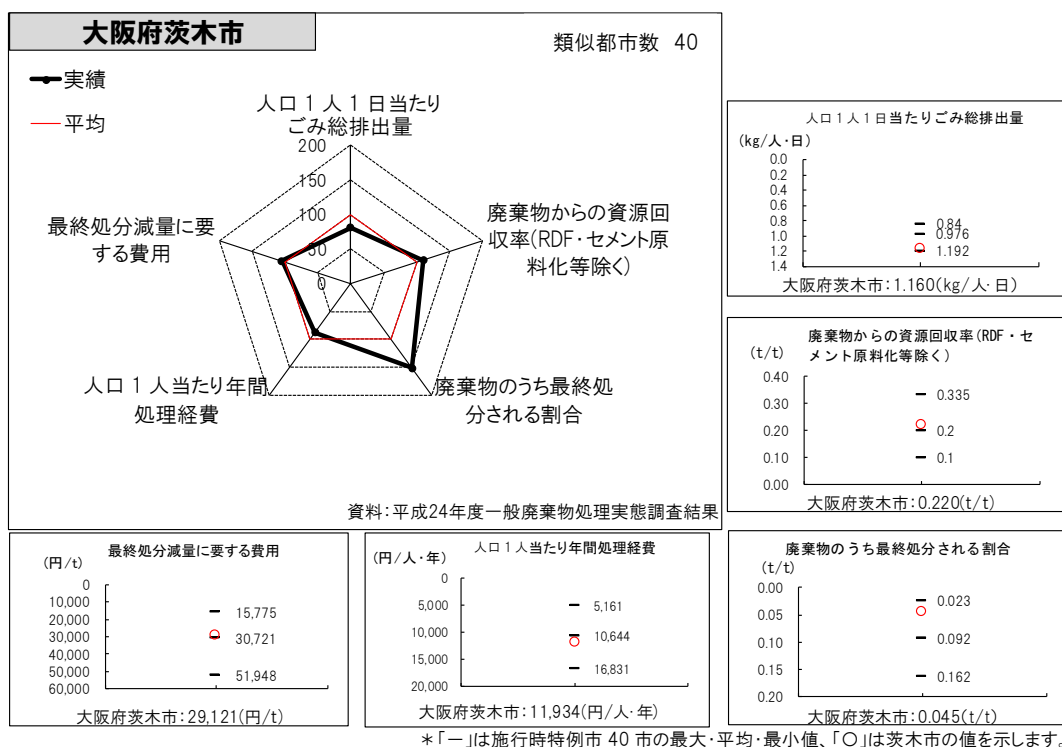 大阪府茨木市
類似都市数 40
実績
平均
人口1人1日当たり
ごみ総排出量
200
150
100
50
0
廃棄物からの資源回
収率(RDF・セメント原
料化等除く)
廃棄物のうち最終処
分される割合
人口1人当たり年間
処理経費
最終処分減量に要
する費用
資料:平成24年度一般廃棄物処理実態調査結果
人口1人1日当たりごみ総排出量
(kg/人・日)
0.0
0.2
0.4
0.6
0.8
1.0
1.2
1.4
0.84
0.976
1.192
大阪府茨木市:1.160(kg/人・日)
廃棄物からの資源回収率(RDF・セ
メント原料化等除く)
(t/t)
0.40
0.30
0.20
0.10
0.00
0.335
0.2
0.1
大阪府茨木市:0.220(t/t)
最終処分減量に要する費用
(円/t)
0
10,000
20,000
30,000
40,000
50,000
60,000
15,775
30,721
51,948
大阪府茨木市:29,121(円/t)
人口1人当たり年間処理経費
(円/人・年)
0
5,000
10,000
15,000
20,000
5,161
10,644
16,831
大阪府茨木市:11,934(円/人・年)
廃棄物のうち最終処分される割合
(t/t)
0.00
0.05
0.10
0.15
0.20
0.023
0.092
0.162
大阪府茨木市:0.045(t/t)
*「-」は施行時特例市 40 市の最大・平均・最小値、「○」は茨木市の値を示します。